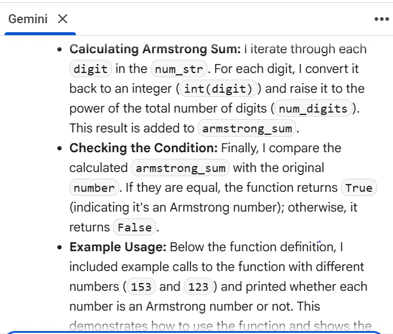 Gemini
Calculating Armstrong Sum: I iterate through each
digit in the num_str. For each digit, I convert it
back to an integer (int(digit)) and raise it to the
power of the total number of digits (num_digits).
This result is added to armstrong_sum.
Checking the Condition: Finally, I compare the
calculated armstrong_sum with the original
number. If they are equal, the function returns True
(indicating it's an Armstrong number); otherwise, it
returns False.
Example Usage: Below the function definition, I
included example calls to the function with different
numbers (153 and 123) and printed whether each
number is an Armstrong number or not. This
demonstrates how to use the function and shows the